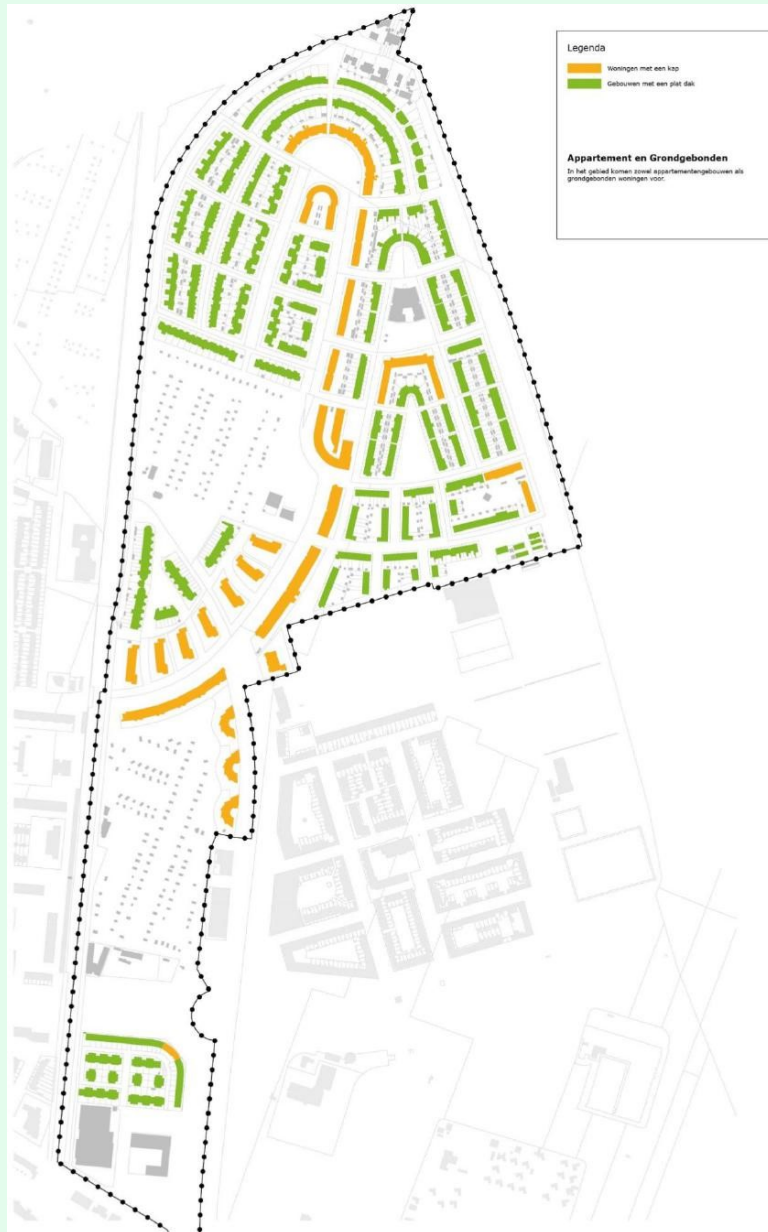 Legenda
Woningen met een kap
Gebouwen met een plat dak
Appartement en Grondgebonden
In het gebied komen zowel appartementengebouwen als
grondgebonden woningen voor.